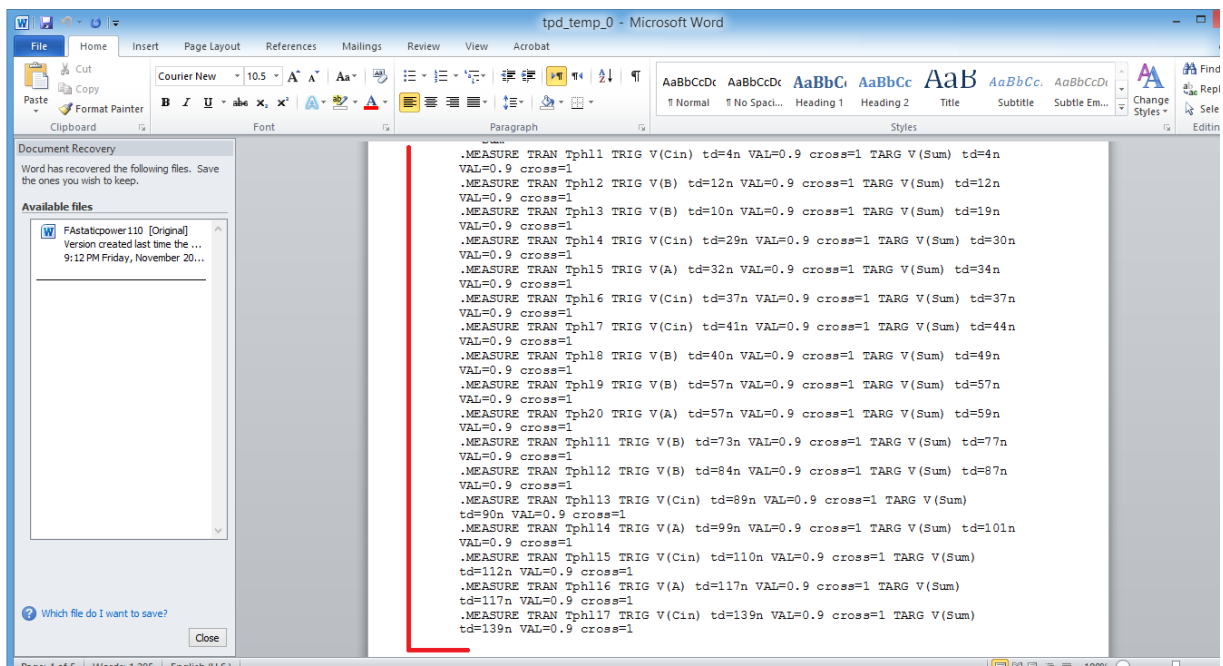 tpd_temp_0 - Microsoft Word
File Home Insert Page Layout References Mailings Review View Acrobat
Paste
Cut
Copy
Format Painter
Clipboard
Courier New 10.5
Font
Paragraph
AaBbCcDc AaBbCcDc AaBbC AaBbCc AaB AaBbCc. AaBbCcDc
¶ Normal ¶ No Spaci... Heading 1 Heading 2 Title Subtitle Subtle Em...
Change Styles
Styles
Find
Repl
Sele
Editin
Document Recovery
Word has recovered the following files. Save
the ones you wish to keep.
Available files
FAstaticpower110 [Original]
Version created last time the ...
9:12 PM Friday, November 20...
Which file do I want to save?
Close
.MEASURE TRAN Tphl1 TRIG V(Cin) td=4n VAL=0.9 cross=1 TARG V(Sum) td=4n
VAL=0.9 cross=1
.MEASURE TRAN Tphl2 TRIG V(B) td=12n VAL=0.9 cross=1 TARG V(Sum) td=12n
VAL=0.9 cross=1
.MEASURE TRAN Tphl3 TRIG V(B) td=10n VAL=0.9 cross=1 TARG V(Sum) td=19n
VAL=0.9 cross=1
.MEASURE TRAN Tphl4 TRIG V(Cin) td=29n VAL=0.9 cross=1 TARG V(Sum) td=30n
VAL=0.9 cross=1
.MEASURE TRAN Tphl5 TRIG V(A) td=32n VAL=0.9 cross=1 TARG V(Sum) td=34n
VAL=0.9 cross=1
.MEASURE TRAN Tphl6 TRIG V(Cin) td=37n VAL=0.9 cross=1 TARG V(Sum) td=37n
VAL=0.9 cross=1
.MEASURE TRAN Tphl7 TRIG V(Cin) td=41n VAL=0.9 cross=1 TARG V(Sum) td=44n
VAL=0.9 cross=1
.MEASURE TRAN Tphl8 TRIG V(B) td=40n VAL=0.9 cross=1 TARG V(Sum) td=49n
VAL=0.9 cross=1
.MEASURE TRAN Tphl9 TRIG V(B) td=57n VAL=0.9 cross=1 TARG V(Sum) td=57n
VAL=0.9 cross=1
.MEASURE TRAN Tph20 TRIG V(A) td=57n VAL=0.9 cross=1 TARG V(Sum) td=59n
VAL=0.9 cross=1
.MEASURE TRAN Tphl11 TRIG V(B) td=73n VAL=0.9 cross=1 TARG V(Sum) td=77n
VAL=0.9 cross=1
.MEASURE TRAN Tphl12 TRIG V(B) td=84n VAL=0.9 cross=1 TARG V(Sum) td=87n
VAL=0.9 cross=1
.MEASURE TRAN Tphl13 TRIG V(Cin) td=89n VAL=0.9 cross=1 TARG V(Sum)
td=90n VAL=0.9 cross=1
.MEASURE TRAN Tphl14 TRIG V(A) td=99n VAL=0.9 cross=1 TARG V(Sum) td=101n
VAL=0.9 cross=1
.MEASURE TRAN Tphl15 TRIG V(Cin) td=110n VAL=0.9 cross=1 TARG V(Sum)
td=112n VAL=0.9 cross=1
.MEASURE TRAN Tphl16 TRIG V(A) td=117n VAL=0.9 cross=1 TARG V(Sum)
td=117n VAL=0.9 cross=1
.MEASURE TRAN Tphl17 TRIG V(Cin) td=139n VAL=0.9 cross=1 TARG V(Sum)
td=139n VAL=0.9 cross=1